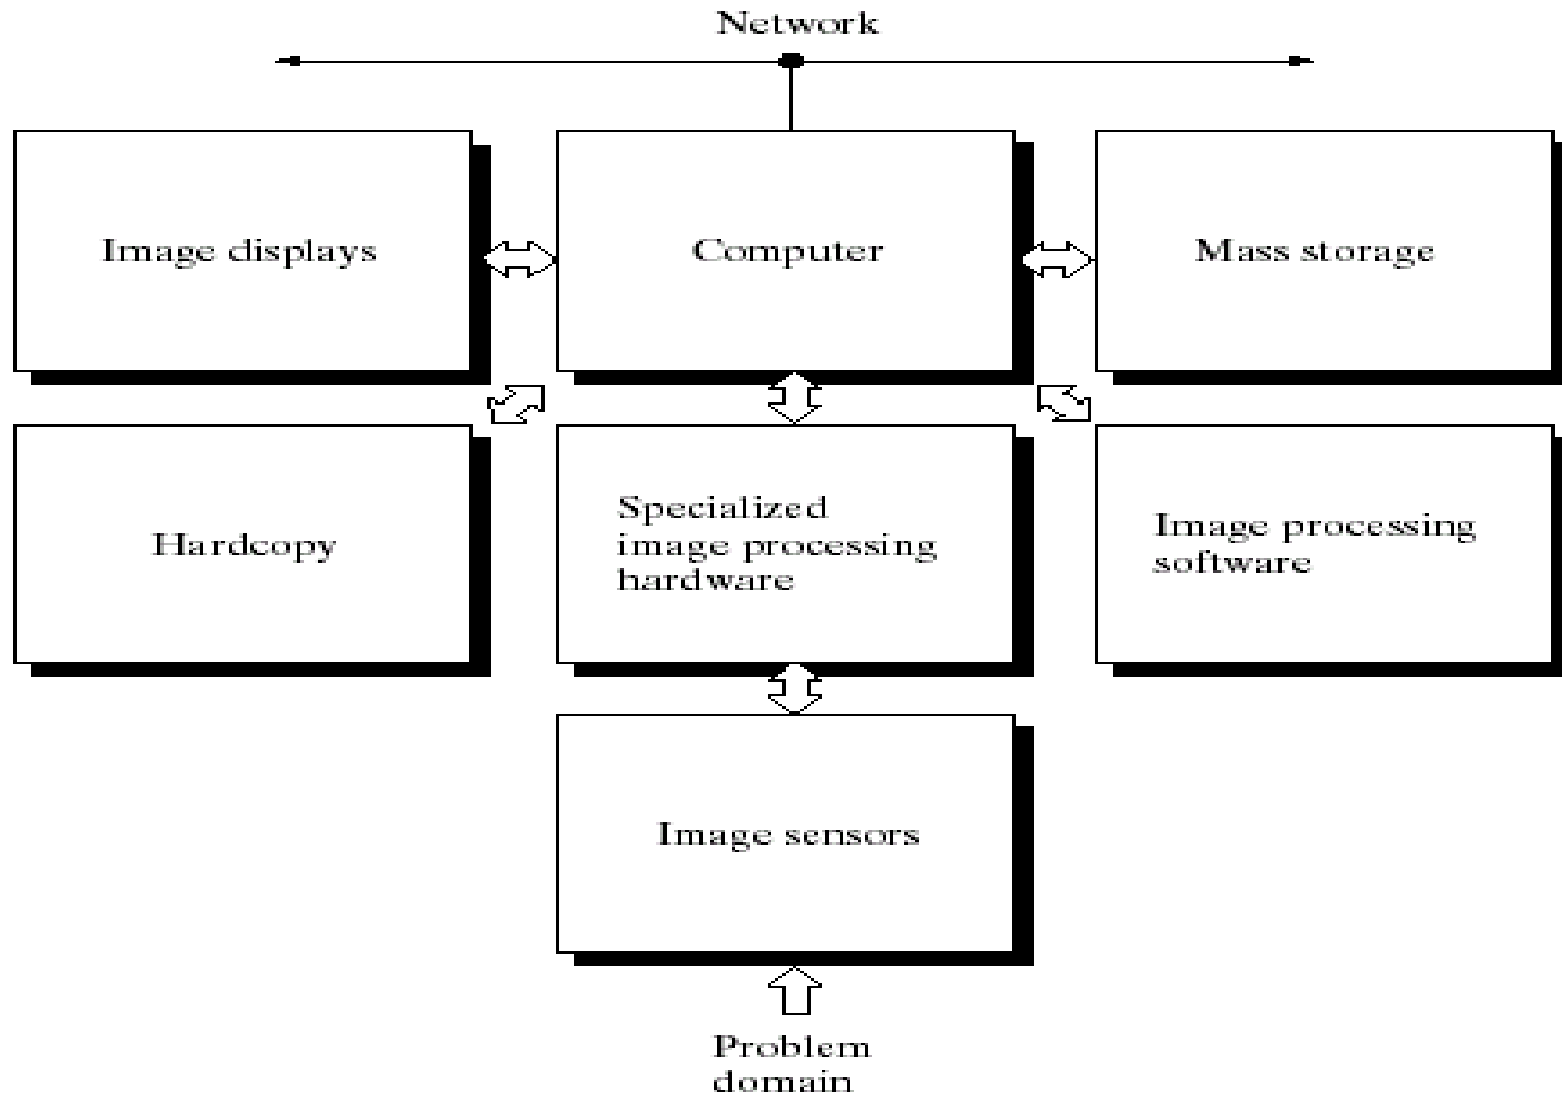 Network
Image displays
Computer
Mass storage
Hardcopy
Specialized
image processing
hardware
Image processing
software
Image sensors
Problem
domain